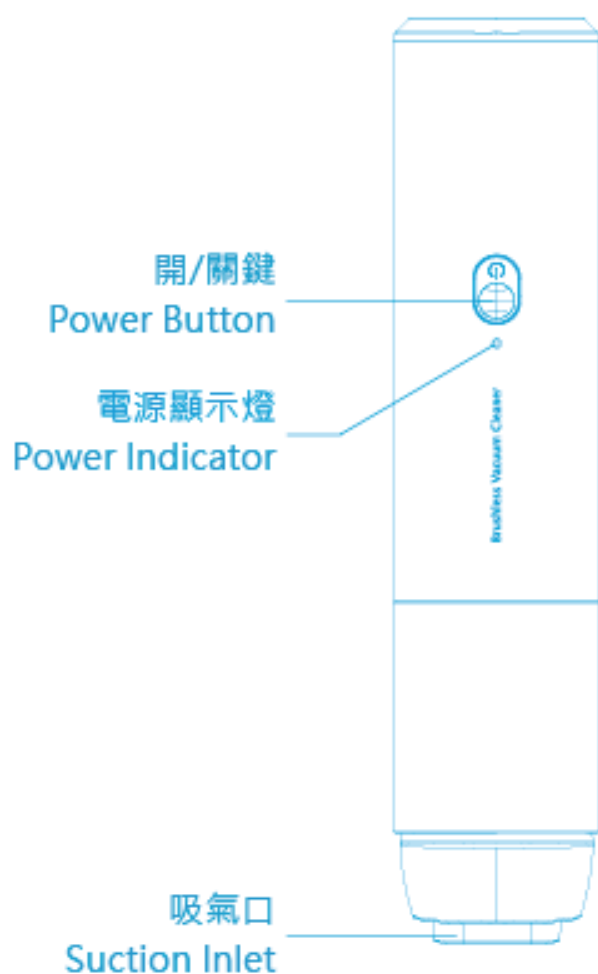 開/關鍵
Power Button
電源顯示燈
Power Indicator
Brushless Vacuum Cleaner
吸氣口
Suction Inlet